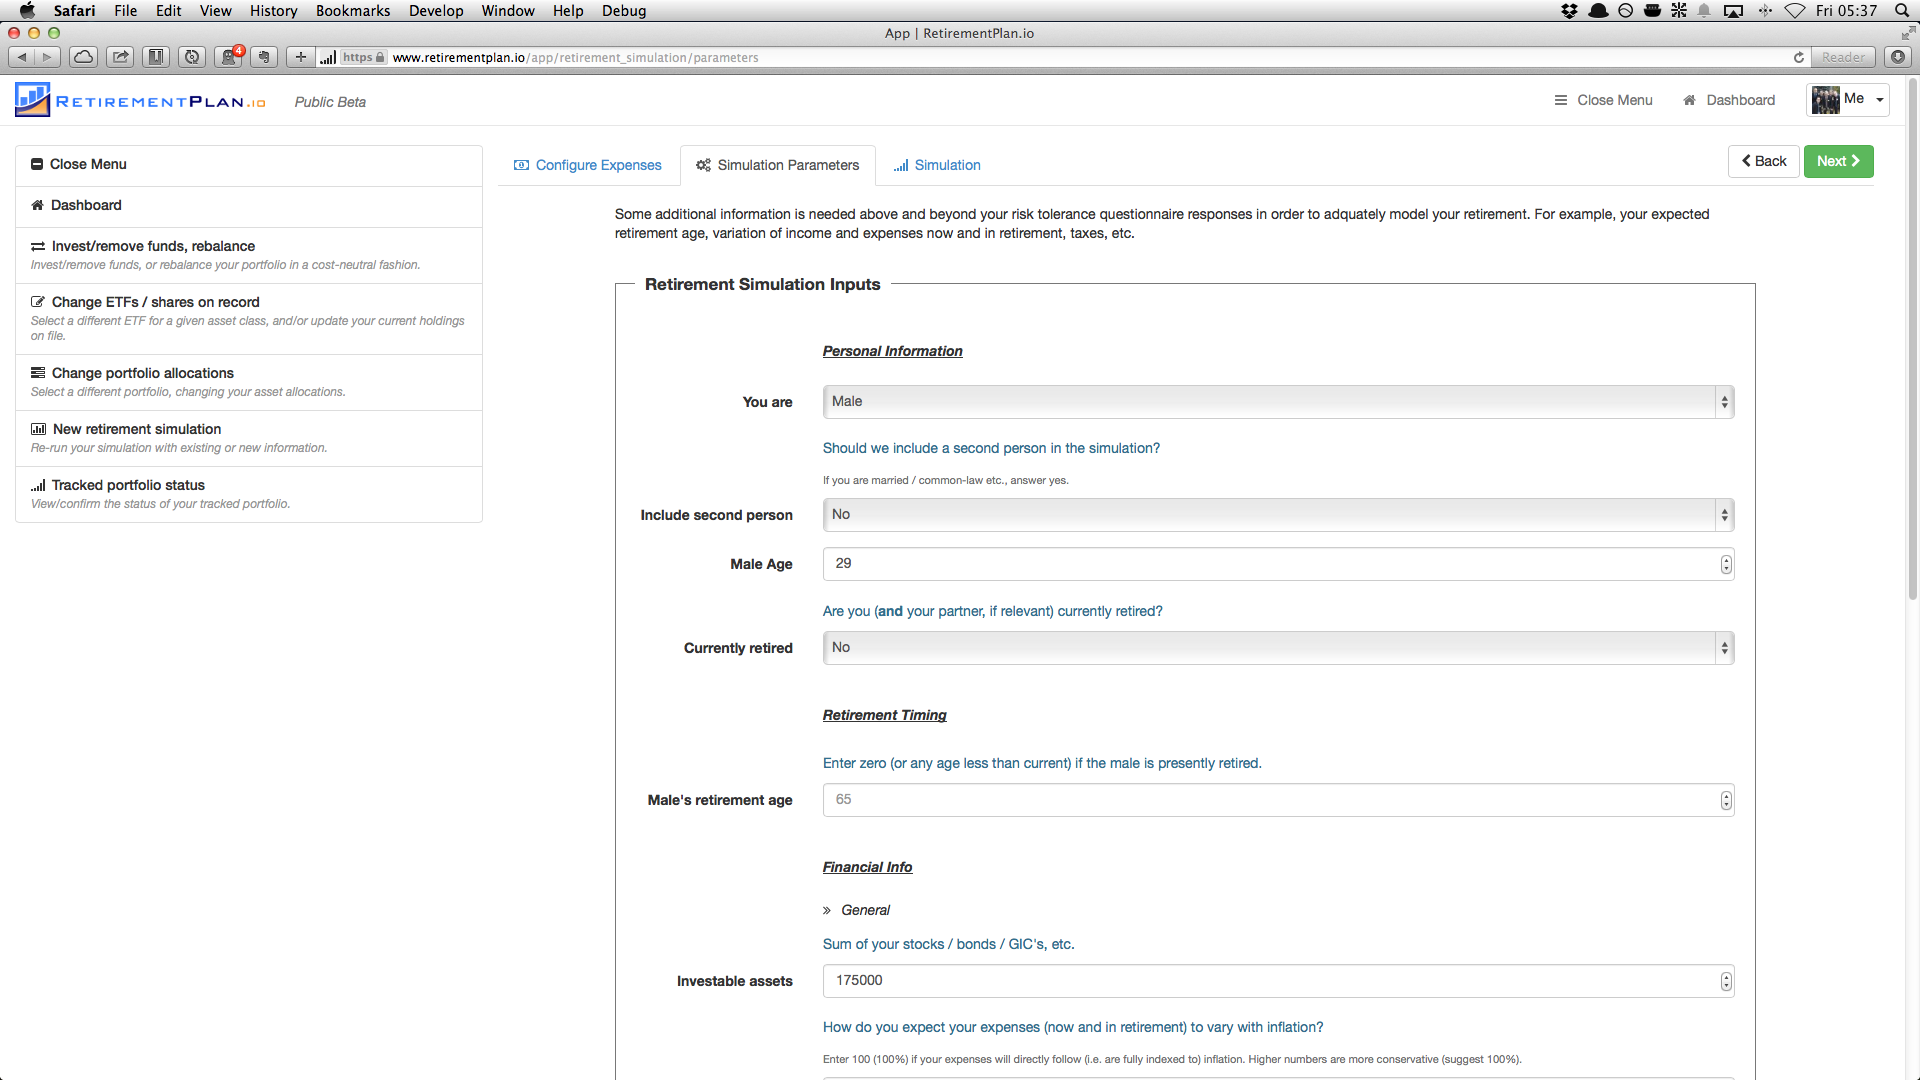 Safari File Edit View History Bookmarks Develop Window Help Debug Fri 05:37
App | RetirementPlan.io
4 https www.retirementplan.io/app/retirement_simulation/parameters Reader
RETIREMENTPLAN.IO Public Beta Close Menu Dashboard Me
Close Menu
Dashboard
Invest/remove funds, rebalance
Invest/remove funds, or rebalance your portfolio in a cost-neutral fashion.
Change ETFs / shares on record
Select a different ETF for a given asset class, and/or update your current holdings
on file.
Change portfolio allocations
Select a different portfolio, changing your asset allocations.
New retirement simulation
Re-run your simulation with existing or new information.
Tracked portfolio status
View/confirm the status of your tracked portfolio.
Configure Expenses Simulation Parameters Simulation Back Next
Some additional information is needed above and beyond your risk tolerance questionnaire responses in order to adquately model your retirement. For example, your expected
retirement age, variation of income and expenses now and in retirement, taxes, etc.
Retirement Simulation Inputs
Personal Information
You are Male
Should we include a second person in the simulation?
If you are married / common-law etc., answer yes.
Include second person No
Male Age 29
Are you (and your partner, if relevant) currently retired?
Currently retired No
Retirement Timing
Enter zero (or any age less than current) if the male is presently retired.
Male's retirement age 65
Financial Info
» General
Sum of your stocks / bonds / GIC's, etc.
Investable assets 175000
How do you expect your expenses (now and in retirement) to vary with inflation?
Enter 100 (100%) if your expenses will directly follow (i.e. are fully indexed to) inflation. Higher numbers are more conservative (suggest 100%).